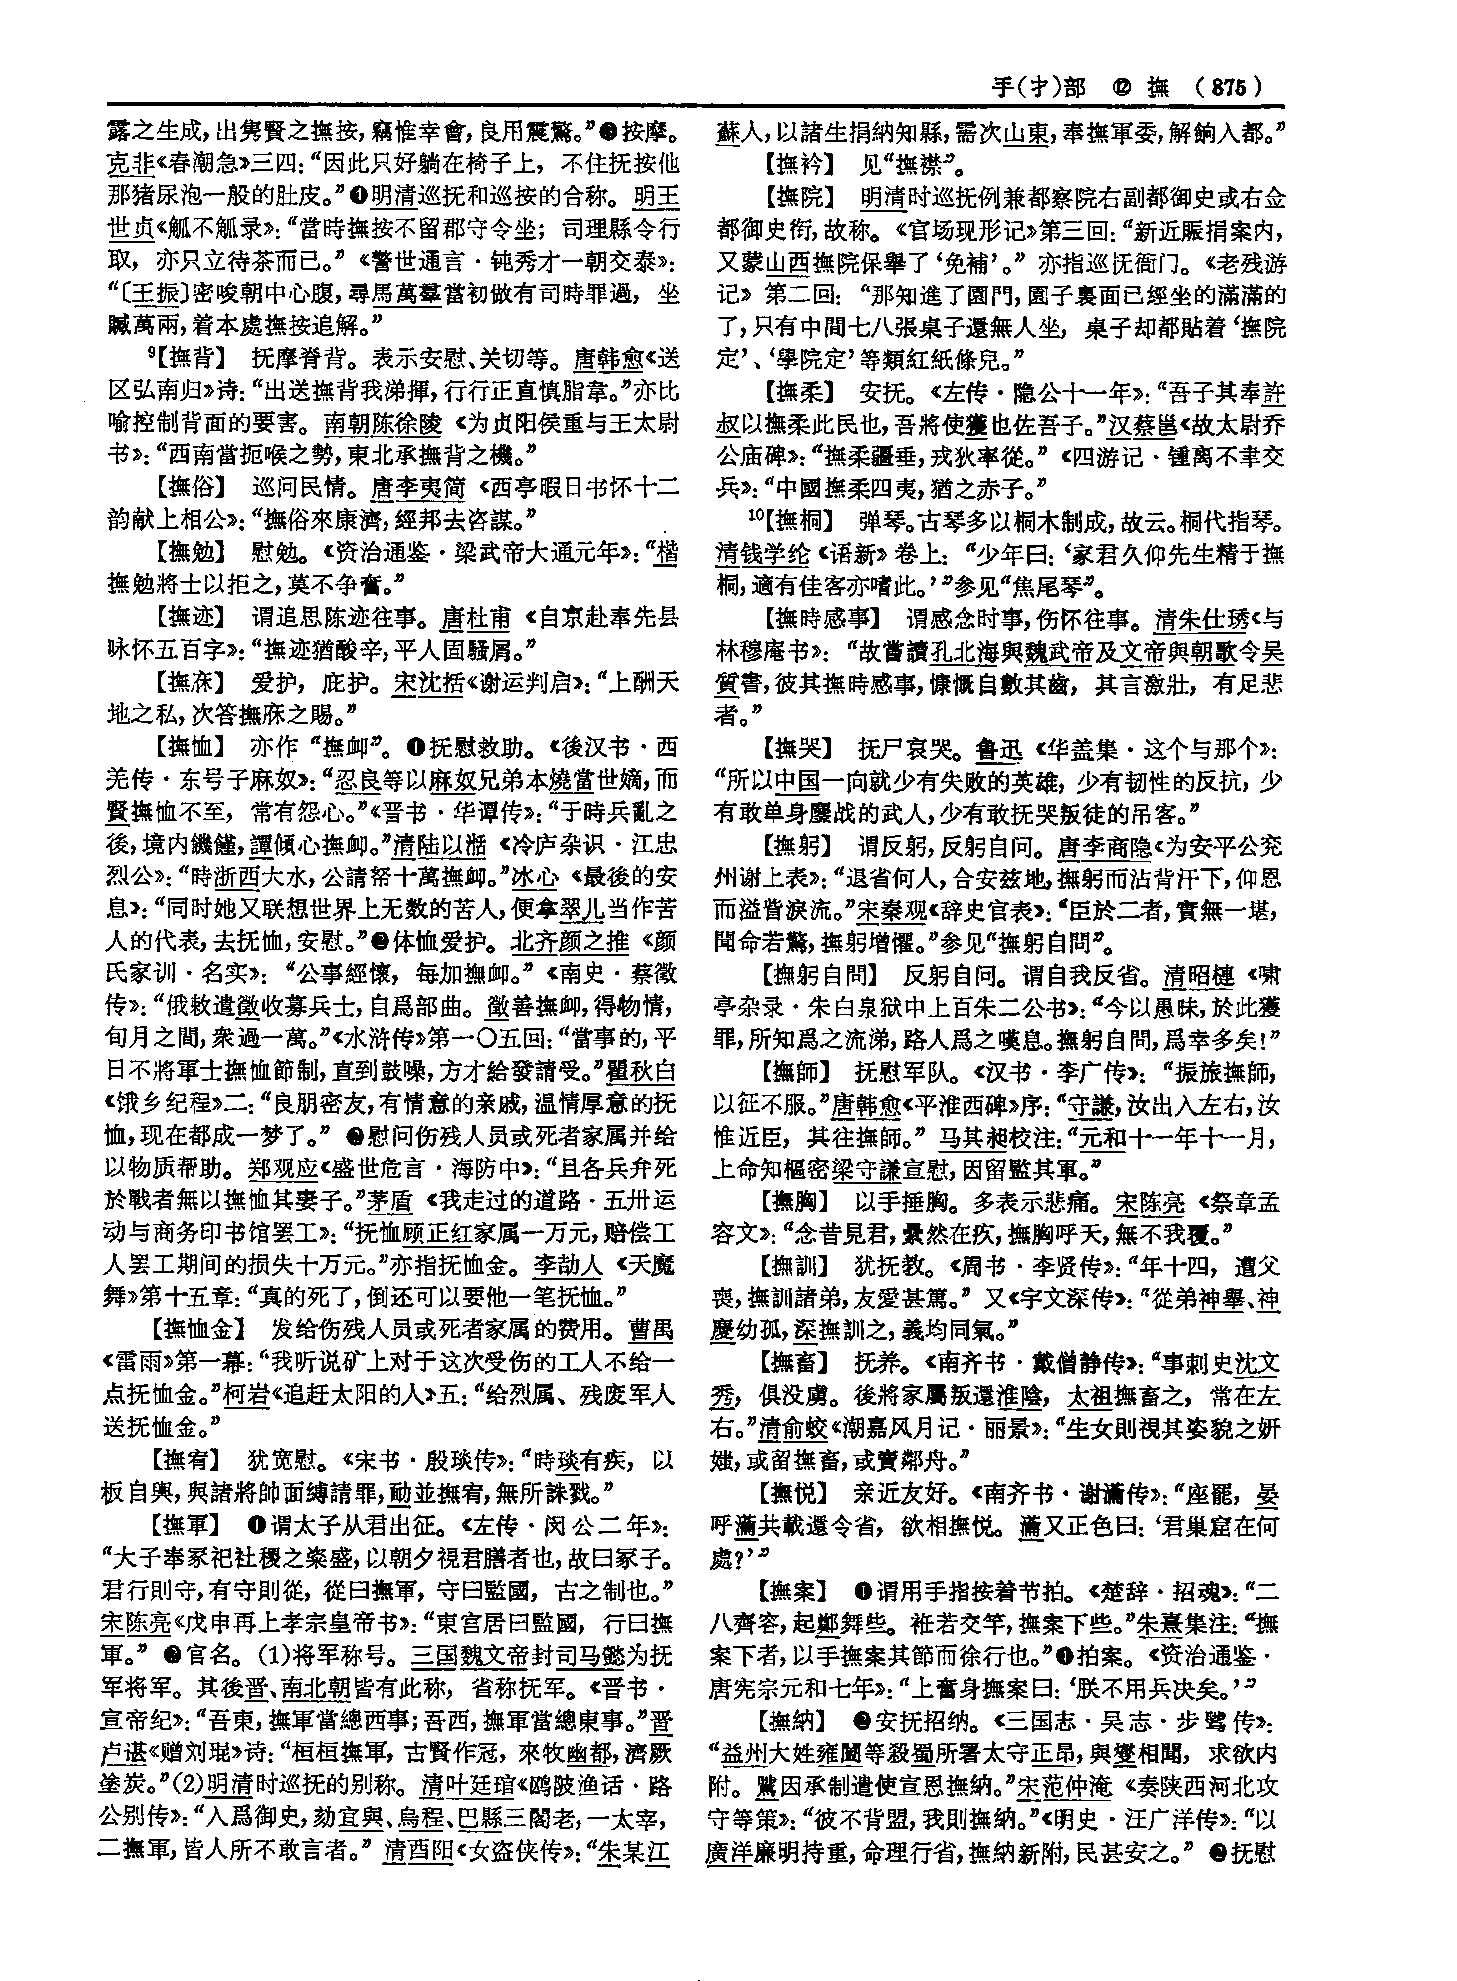 手(扌)部 ⑫ 撫 (875)
露之生成,出隽賢之撫按,竊惟幸會,良用震驚。”❷按摩。
克非《春潮急》三四:“因此只好躺在椅子上,不住抚按他
那猪尿泡一般的肚皮。”❸明清巡抚和巡按的合称。明王
世贞《觚不觚录》:“當時撫按不留郡守令坐;司理縣令行
取,亦只立待茶而已。”《警世通言·钝秀才一朝交泰》:
“〔王振〕密唆朝中心腹,尋馬萬羣當初做有司時罪過,坐
贓萬兩,着本處撫按追解。”
⁹【撫背】 抚摩脊背。表示安慰、关切等。唐韩愈《送
区弘南归》诗:“出送撫背我涕揮,行行正直慎脂韋。”亦比
喻控制背面的要害。南朝陈徐陵《为贞阳侯重与王太尉
书》:“西南當扼喉之勢,東北承撫背之機。”
【撫俗】 巡问民情。唐李夷简《西亭暇日书怀十二
韵献上相公》:“撫俗來康濟,經邦去咨謀。”
【撫勉】 慰勉。《资治通鉴·梁武帝大通元年》:“楷
撫勉將士以拒之,莫不争奮。”
【撫迹】 谓追思陈迹往事。唐杜甫《自京赴奉先县
咏怀五百字》:“撫迹猶酸辛,平人固騷屑。”
【撫庥】 爱护,庇护。宋沈括《谢运判启》:“上酬天
地之私,次答撫庥之賜。”
【撫恤】 亦作“撫卹”。❶抚慰救助。《後汉书·西
羌传·东号子麻奴》:“忍良等以麻奴兄弟本燒當世嫡,而
賢撫恤不至,常有怨心。”《晋书·华谭传》:“于時兵亂之
後,境内饑饉,譚傾心撫卹。”清陆以湉《冷庐杂识·江忠
烈公》:“時浙西大水,公請帑十萬撫卹。”冰心《最後的安
息》:“同时她又联想世界上无数的苦人,便拿翠儿当作苦
人的代表,去抚恤,安慰。”❷体恤爱护。北齐颜之推《颜
氏家训·名实》:“公事經懷,每加撫卹。”《南史·蔡徵
传》:“俄敕遣徵收募兵士,自爲部曲。徵善撫卹,得物情,
旬月之間,衆過一萬。”《水浒传》第一〇五回:“當事的,平
日不將軍士撫恤節制,直到鼓噪,方才給發請受。”瞿秋白
《饿乡纪程》二:“良朋密友,有情意的亲戚,温情厚意的抚
恤,现在都成一梦了。”❸慰问伤残人员或死者家属并给
以物质帮助。郑观应《盛世危言·海防中》:“且各兵弁死
於戰者無以撫恤其妻子。”茅盾《我走过的道路·五卅运
动与商务印书馆罢工》:“抚恤顾正红家属一万元,赔偿工
人罢工期间的损失十万元。”亦指抚恤金。李劼人《天魔
舞》第十五章:“真的死了,倒还可以要他一笔抚恤。”
【撫恤金】 发给伤残人员或死者家属的费用。曹禺
《雷雨》第一幕:“我听说矿上对于这次受伤的工人不给一
点抚恤金。”柯岩《追赶太阳的人》五:“给烈属、残废军人
送抚恤金。”
【撫宥】 犹宽慰。《宋书·殷琰传》:“時琰有疾,以
板自輿,與諸將帥面縛請罪,勔並撫宥,無所誅戮。”
【撫軍】 ❶谓太子从君出征。《左传·闵公二年》:
“大子奉冢祀社稷之粢盛,以朝夕視君膳者也,故曰冢子。
君行則守,有守則從,從曰撫軍,守曰監國,古之制也。”
宋陈亮《戊申再上孝宗皇帝书》:“東宫居曰監國,行曰撫
軍。”❷官名。(1)将军称号。三国魏文帝封司马懿为抚
军将军。其後晋、南北朝皆有此称,省称抚军。《晋书·
宣帝纪》:“吾東,撫軍當總西事;吾西,撫軍當總東事。”晋
卢谌《赠刘琨》诗:“桓桓撫軍,古賢作冠,來牧幽都,濟厥
塗炭。”(2)明清时巡抚的别称。清叶廷琯《鸥陂渔话·路
公别传》:“入爲御史,劾宜興、烏程、巴縣三閣老,一太宰,
二撫軍,皆人所不敢言者。”清酉阳《女盗侠传》:“朱某江
蘇人,以諸生捐納知縣,需次山東,奉撫軍委,解餉入都。”
【撫衿】 见“撫襟”。
【撫院】 明清时巡抚例兼都察院右副都御史或右佥
都御史衔,故称。《官场现形记》第三回:“新近賑捐案内,
又蒙山西撫院保舉了‘免補’。”亦指巡抚衙门。《老残游
记》第二回:“那知進了園門,園子裏面已經坐的滿滿的
了,只有中間七八張桌子還無人坐,桌子却都貼着‘撫院
定’、‘學院定’等類紅紙條兒。”
【撫柔】 安抚。《左传·隐公十一年》:“吾子其奉許
叔以撫柔此民也,吾將使獲也佐吾子。”汉蔡邕《故太尉乔
公庙碑》:“撫柔疆垂,戎狄率從。”《四游记·锺离不聿交
兵》:“中國撫柔四夷,猶之赤子。”
¹⁰【撫桐】 弹琴。古琴多以桐木制成,故云。桐代指琴。
清钱学纶《语新》卷上:“少年曰:‘家君久仰先生精于撫
桐,適有佳客亦嗜此。’”参见“焦尾琴”。
【撫時感事】 谓感念时事,伤怀往事。清朱仕琇《与
林穆庵书》:“故嘗讀孔北海與魏武帝及文帝與朝歌令吴
質書,彼其撫時感事,慷慨自數其齒,其言激壯,有足悲
者。”
【撫哭】 抚尸哀哭。鲁迅《华盖集·这个与那个》:
“所以中国一向就少有失败的英雄,少有韧性的反抗,少
有敢单身鏖战的武人,少有敢抚哭叛徒的吊客。”
【撫躬】 谓反躬,反躬自问。唐李商隐《为安平公兖
州谢上表》:“退省何人,合安兹地,撫躬而沾背汗下,仰恩
而溢眥淚流。”宋秦观《辞史官表》:“臣於二者,實無一堪,
聞命若驚,撫躬增懼。”参见“撫躬自問”。
【撫躬自問】 反躬自问。谓自我反省。清昭槤《啸
亭杂录·朱白泉狱中上百朱二公书》:“今以愚昧,於此獲
罪,所知爲之流涕,路人爲之嘆息。撫躬自問,爲幸多矣!”
【撫師】 抚慰军队。《汉书·李广传》:“振旅撫師,
以征不服。”唐韩愈《平淮西碑》序:“守謙,汝出入左右,汝
惟近臣,其往撫師。”马其昶校注:“元和十一年十一月,
上命知樞密梁守謙宣慰,因留監其軍。”
【撫胸】 以手捶胸。多表示悲痛。宋陈亮《祭章孟
容文》:“念昔見君,纍然在疚,撫胸呼天,無不我覆。”
【撫訓】 犹抚教。《周书·李贤传》:“年十四,遭父
喪,撫訓諸弟,友愛甚篤。”又《宇文深传》:“從弟神舉、神
慶幼孤,深撫訓之,義均同氣。”
【撫畜】 抚养。《南齐书·戴僧静传》:“事刺史沈文
秀,俱没虜。後將家屬叛還淮陰,太祖撫畜之,常在左
右。”清俞蛟《潮嘉风月记·丽景》:“生女則視其姿貌之妍
媸,或留撫畜,或賣鄰舟。”
【撫悦】 亲近友好。《南齐书·谢瀹传》:“座罷,晏
呼瀹共載還令省,欲相撫悦。瀹又正色曰:‘君巢窟在何
處?’”
【撫案】 ❶谓用手指按着节拍。《楚辞·招魂》:“二
八齊容,起鄭舞些。衽若交竿,撫案下些。”朱熹集注:“撫
案下者,以手撫案其節而徐行也。”❷拍案。《资治通鉴·
唐宪宗元和七年》:“上奮身撫案曰:‘朕不用兵决矣。’”
【撫納】 ❶安抚招纳。《三国志·吴志·步骘传》:
“益州大姓雍闓等殺蜀所署太守正昂,與燮相聞,求欲内
附。騭因承制遣使宣恩撫納。”宋范仲淹《奏陕西河北攻
守等策》:“彼不背盟,我則撫納。”《明史·汪广洋传》:“以
廣洋廉明持重,命理行省,撫納新附,民甚安之。”❷抚慰